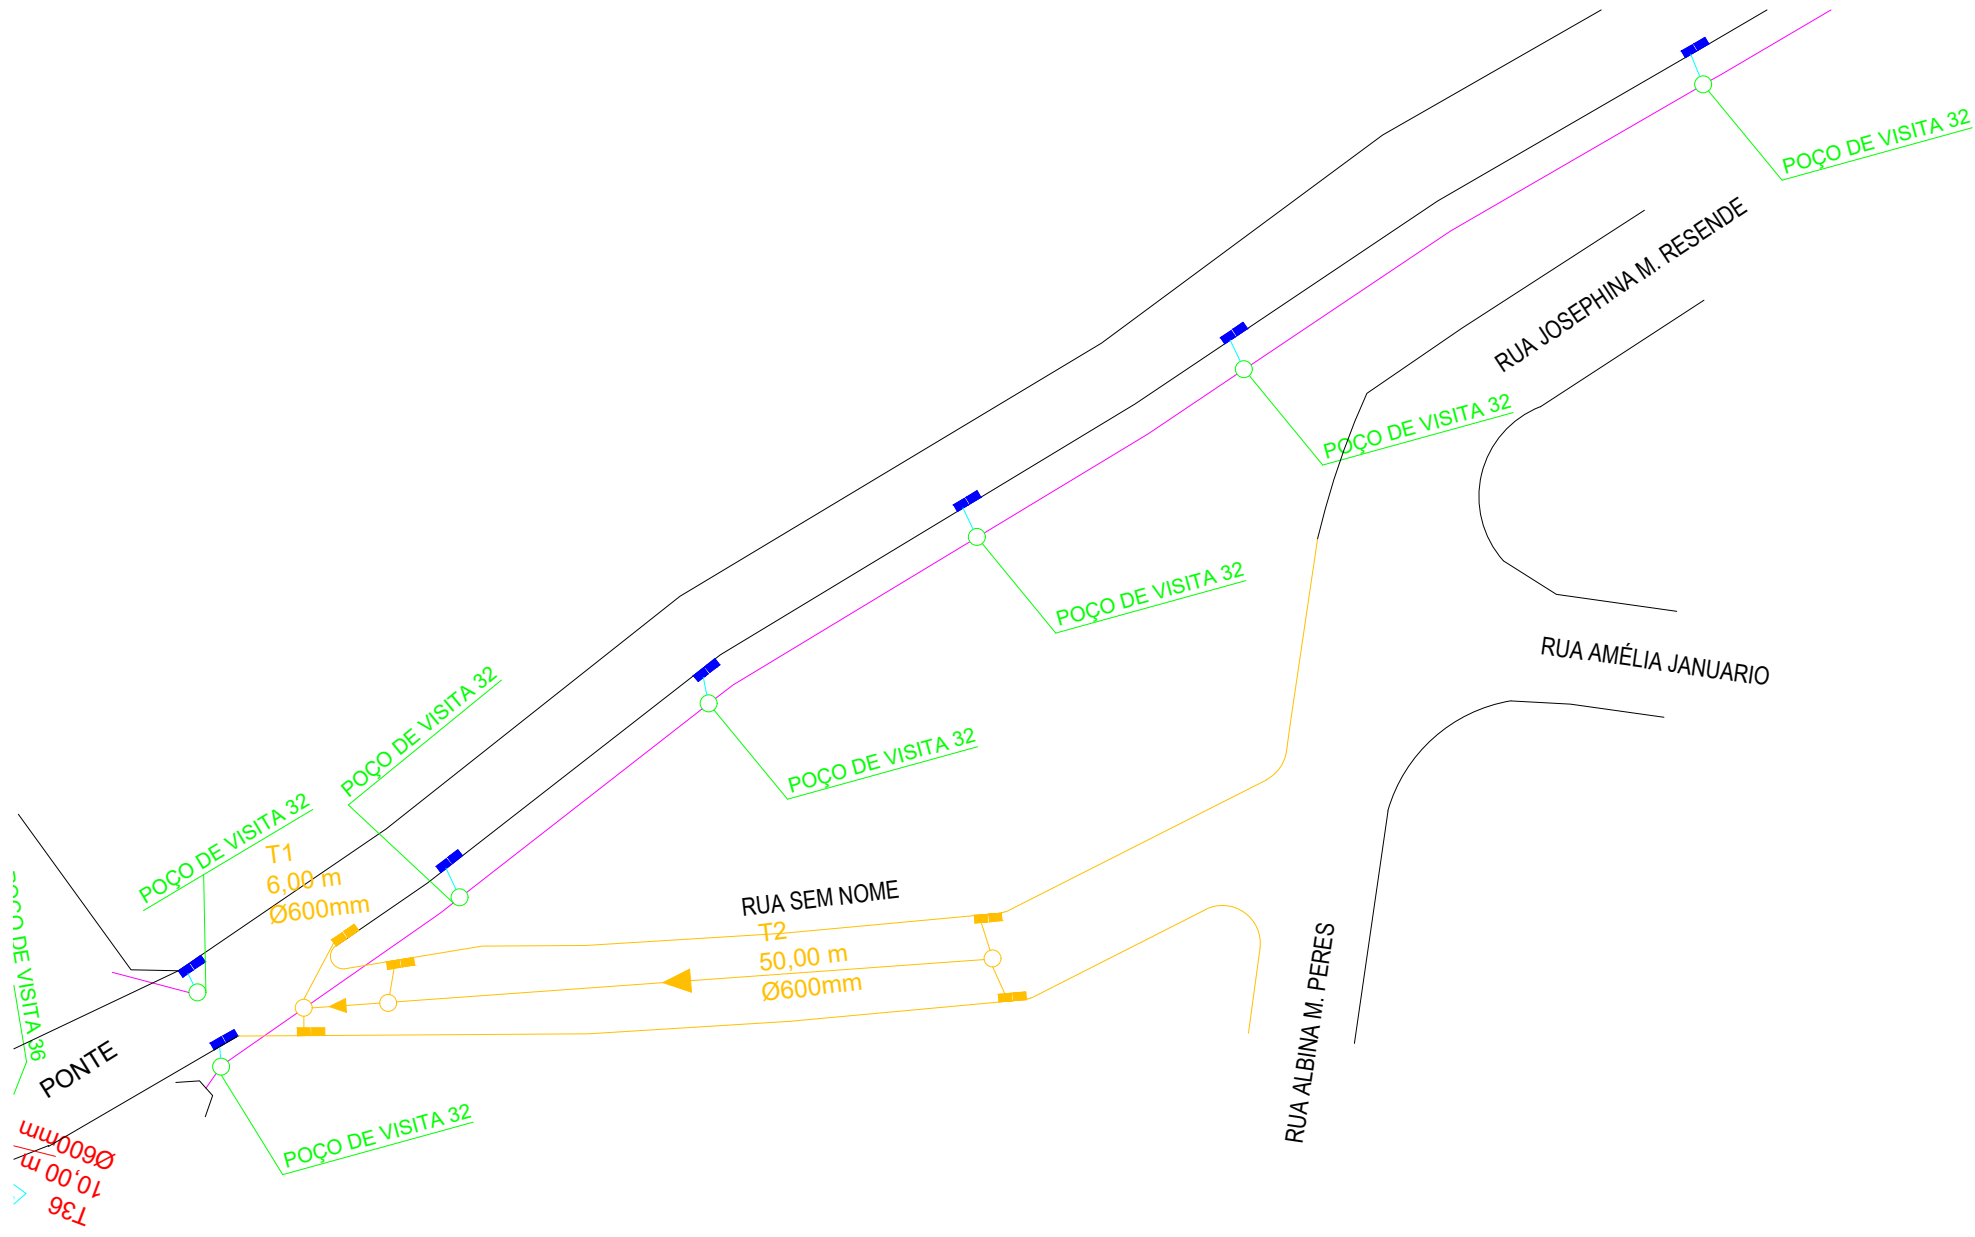 POÇO DE VISITA 32
RUA JOSEPHINA M. RESENDE
POÇO DE VISITA 32
POÇO DE VISITA 32
RUA AMÉLIA JANUARIO
POÇO DE VISITA 32
POÇO DE VISITA 32
POÇO DE VISITA 32
T1
6,00 m
Ø600mm
RUA SEM NOME
T2
50,00 m
Ø600mm
POÇO DE VISITA 36
PONTE
RUA ALBINA M. PERES
POÇO DE VISITA 32
T36
10,00 m
Ø600mm